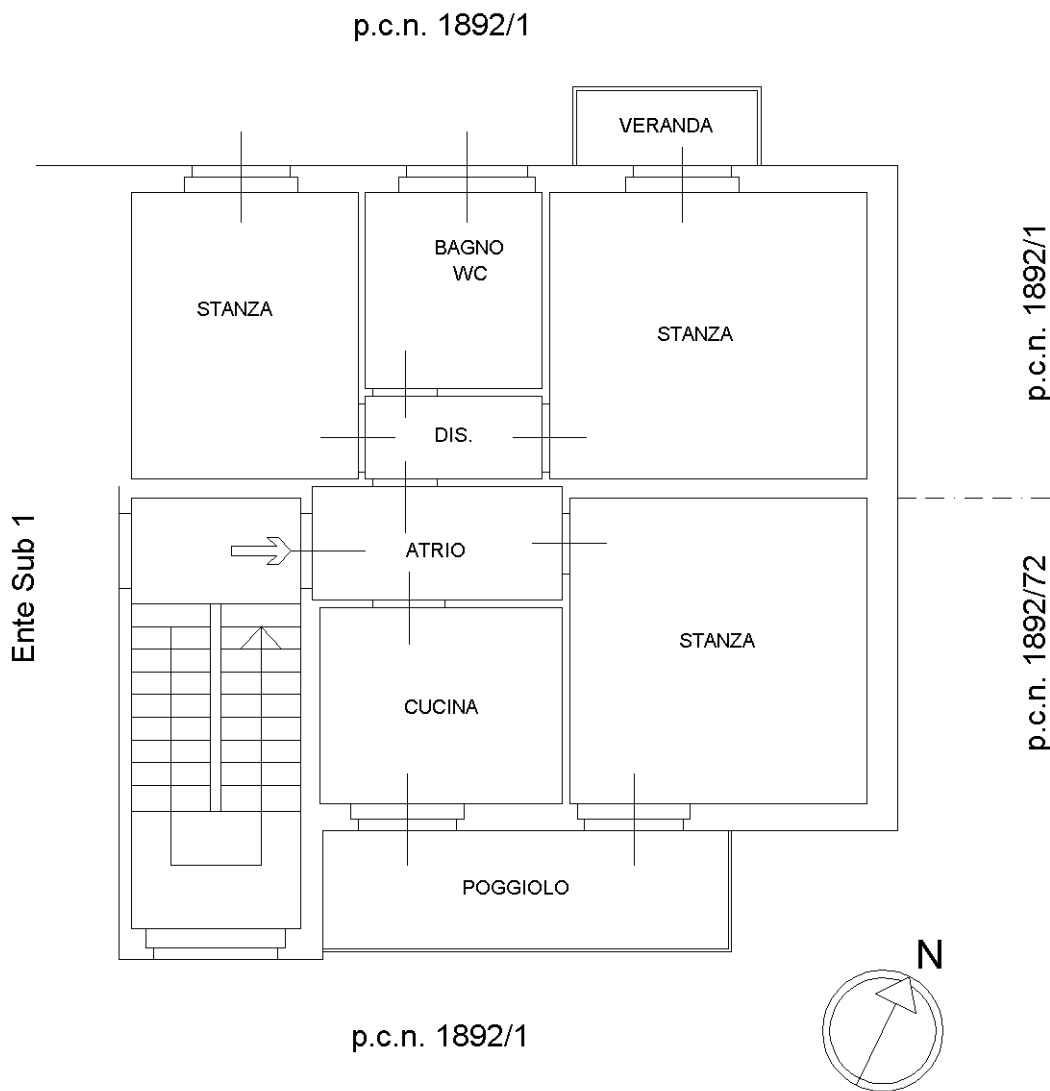 p.c.n. 1892/1
VERANDA
BAGNO
WC
STANZA
STANZA
p.c.n. 1892/1
DIS.
Ente Sub 1
ATRIO
STANZA
p.c.n. 1892/72
CUCINA
POGGIOLO
N
p.c.n. 1892/1